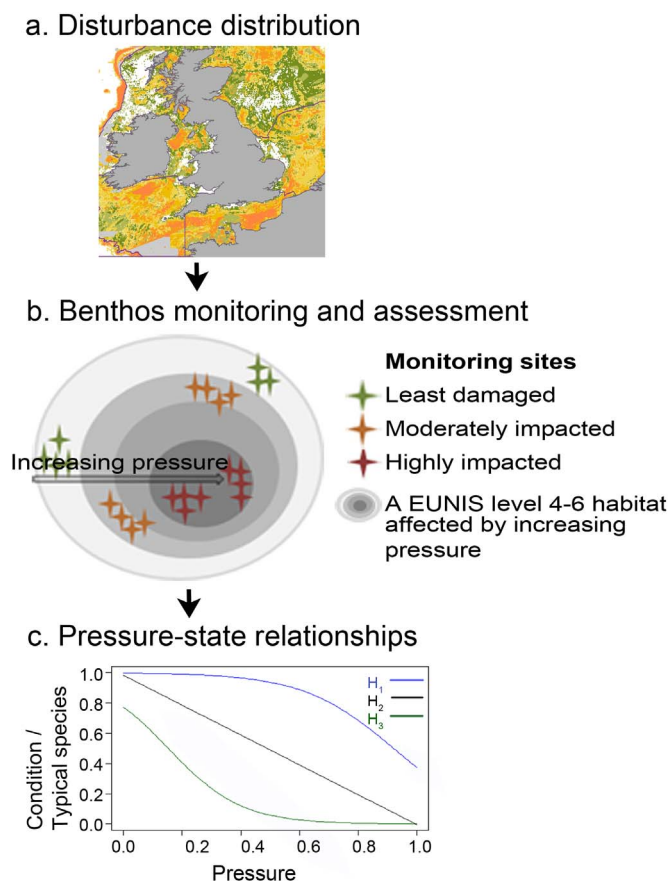 a. Disturbance distribution
b. Benthos monitoring and assessment
Monitoring sites
Least damaged
Moderately impacted
Highly impacted
A EUNIS level 4-6 habitat
affected by increasing
pressure
Increasing pressure
c. Pressure-state relationships
Condition /
Typical species
1.0
0.8
0.6
0.4
0.2
0.0
H1
H2
H3
0.0 0.2 0.4 0.6 0.8 1.0
Pressure